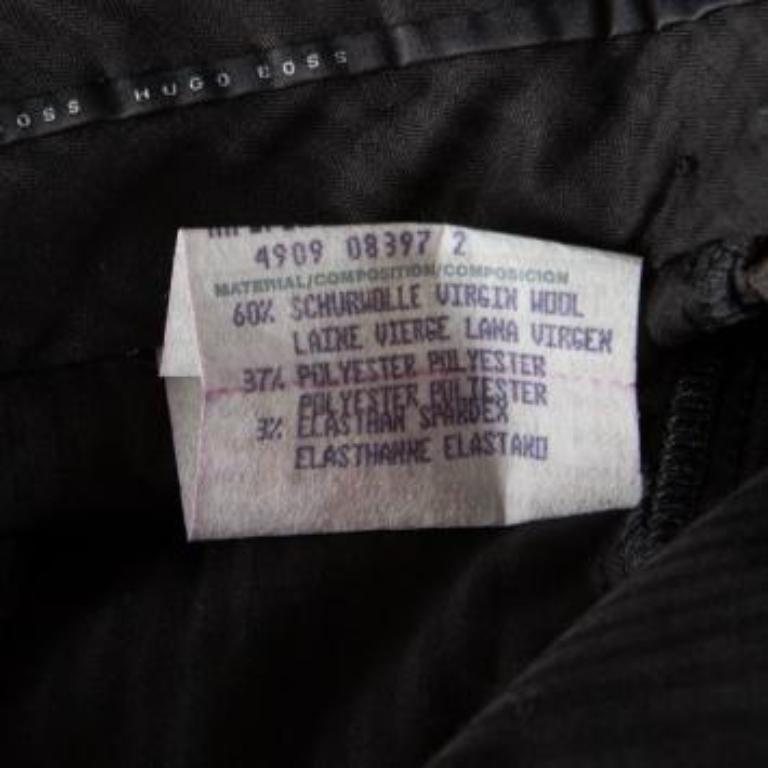 OSS HUGO BOSS
4909 08397 2
MATERIAL/COMPOSITION/COMPOSICION
60% SCHURWOLLE VIRGIN WOOL
LAINE VIERGE LANA VIRGEN
37% POLYESTER POLYESTER
POLYESTER POLIESTER
3% ELASTHAN SPANDEX
ELASTHANNE ELASTANO